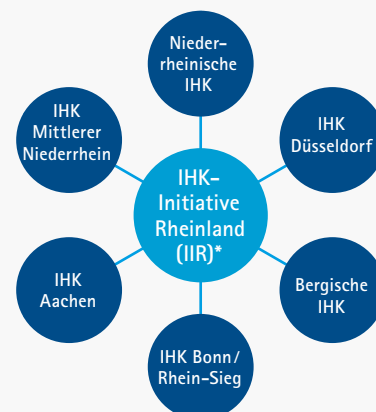 Nieder-
rheinische
IHK
IHK
Mittlerer
Niederrhein
IHK
Düsseldorf
IHK-
Initiative
Rheinland
(IIR)*
IHK
Aachen
Bergische
IHK
IHK Bonn/
Rhein-Sieg